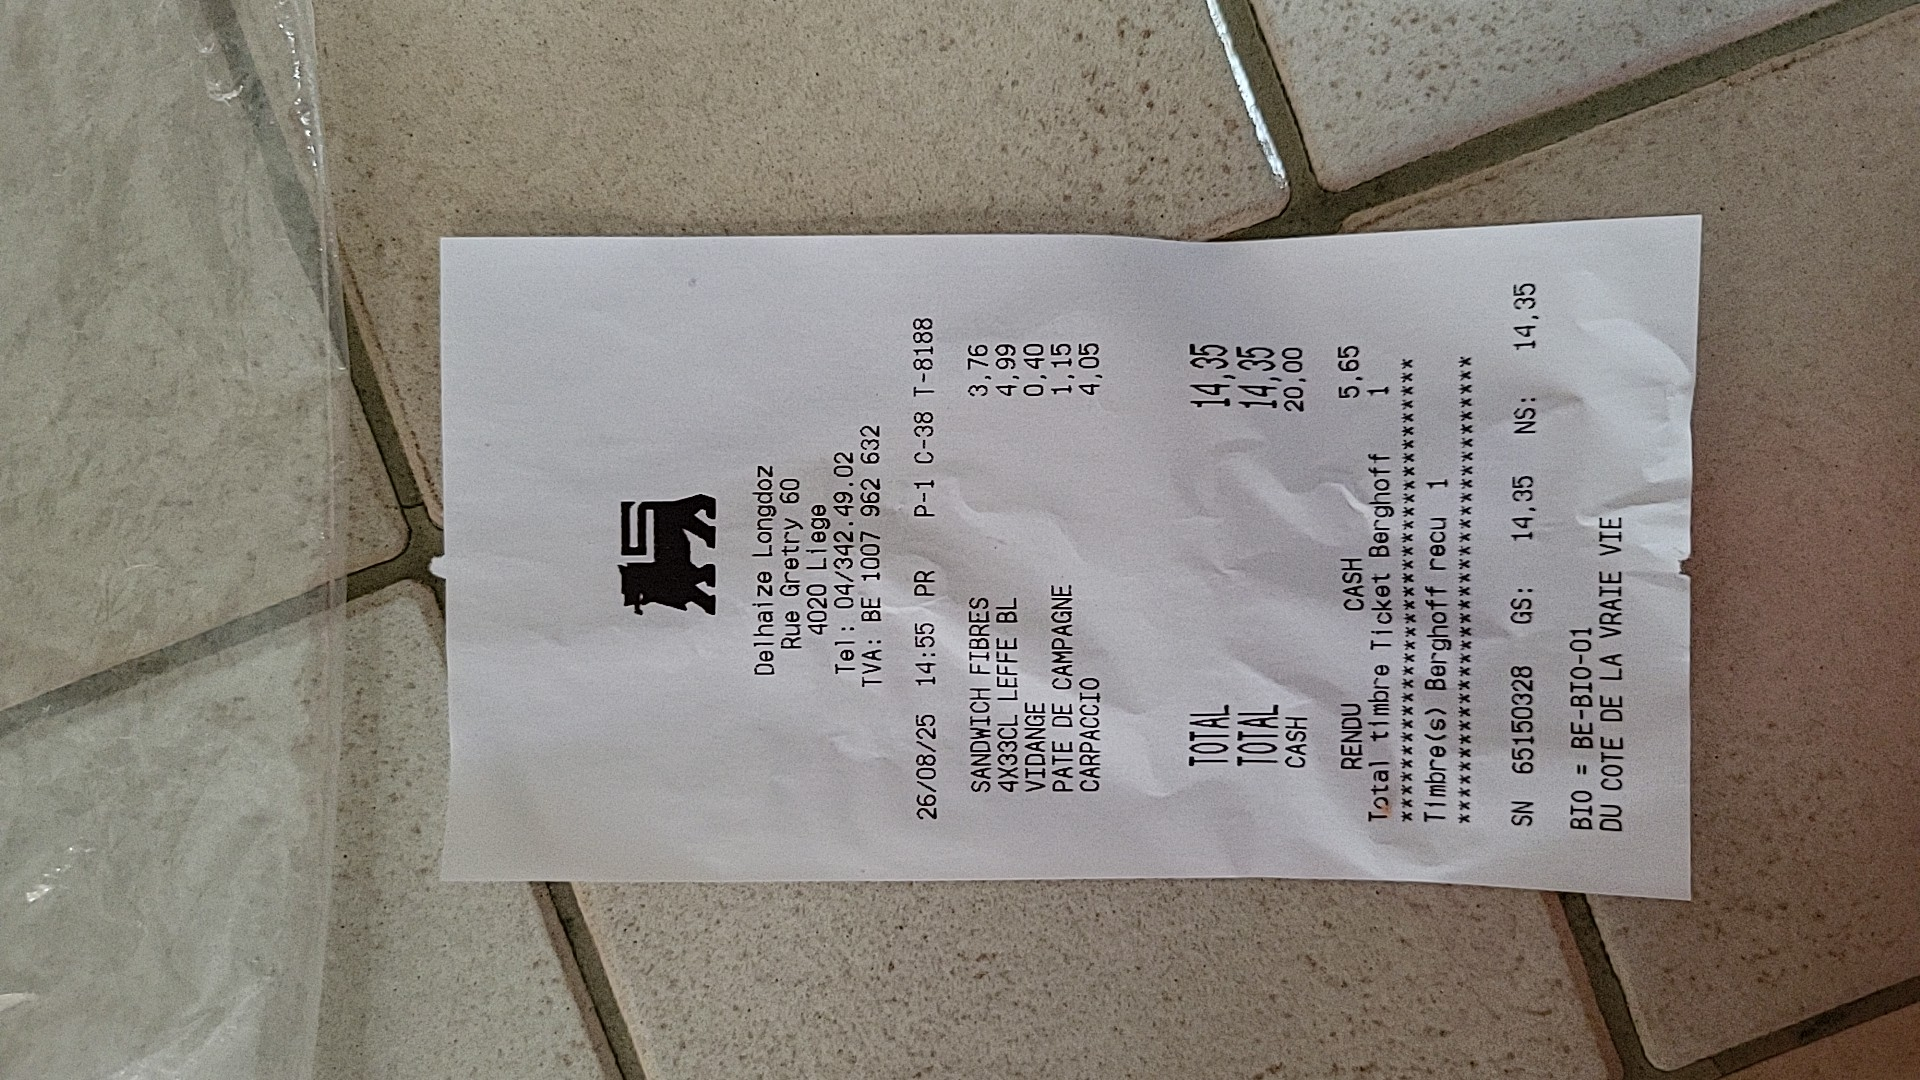 Delhaize Longdoz
Rue Gretry 60
4020 Liege
Tel: 04/342.49.02
TVA: BE 1007 962 632
26/08/25 14:55 PR P-1 C-38 T-8188
SANDWICH FIBRES 3,76
4X33CL LEFFE BL 4,99
VIDANGE 0,40
PATE DE CAMPAGNE 1,15
CARPACCIO 4,05
TOTAL 14,35
TOTAL 14,35
CASH 20,00
RENDU CASH 5,65
Total timbre Ticket Berghoff 1
*********************************
Timbre(s) Berghoff recu 1
*********************************
SN 65150328 GS: 14,35 NS: 14,35
BIO = BE-BIO-01
DU COTE DE LA VRAIE VIE